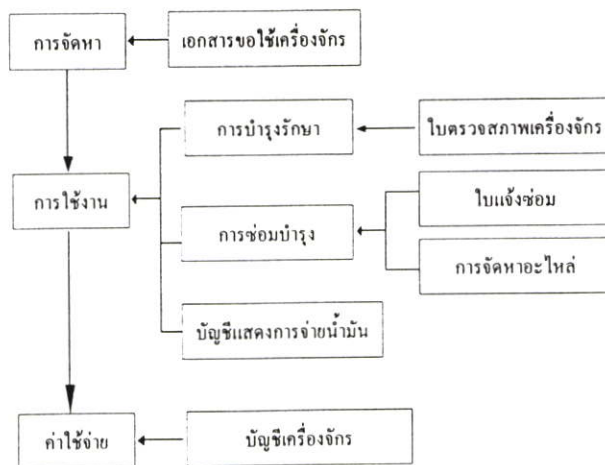 การจัดหา
เอกสารขอใช้เครื่องจักร
การบำรุงรักษา
ใบตรวจสภาพเครื่องจักร
การใช้งาน
ใบแจ้งซ่อม
การซ่อมบำรุง
การจัดหาอะไหล่
บัญชีแสดงการจ่ายน้ำมัน
ค่าใช้จ่าย
บัญชีเครื่องจักร